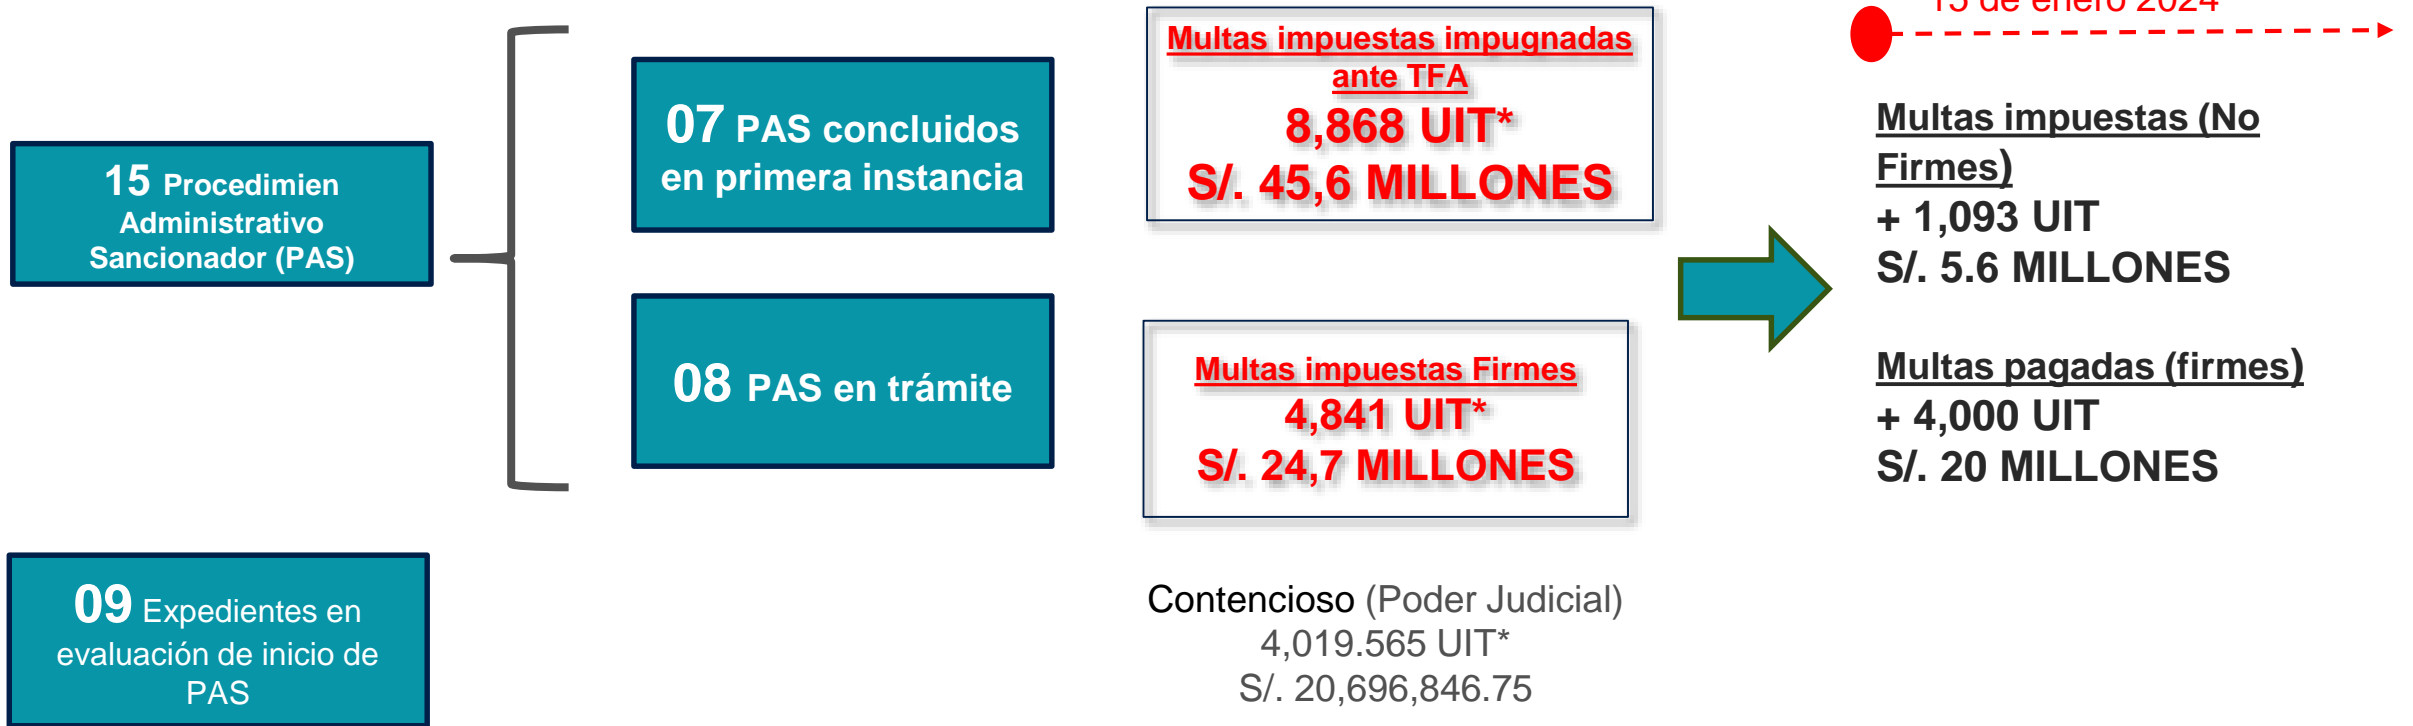 15 Procedimien
Administrativo
Sancionador (PAS)
09 Expedientes en
evaluación de inicio de
PAS
07 PAS concluidos
en primera instancia
08 PAS en trámite
Multas impuestas impugnadas
ante TFA
8,868 UIT*
S/. 45,6 MILLONES
Multas impuestas Firmes
4,841 UIT*
S/. 24,7 MILLONES
Contencioso (Poder Judicial)
4,019.565 UIT*
S/. 20,696,846.75
15 de enero 2024
Multas impuestas (No
Firmes)
+ 1,093 UIT
S/. 5.6 MILLONES
Multas pagadas (firmes)
+ 4,000 UIT
S/. 20 MILLONES